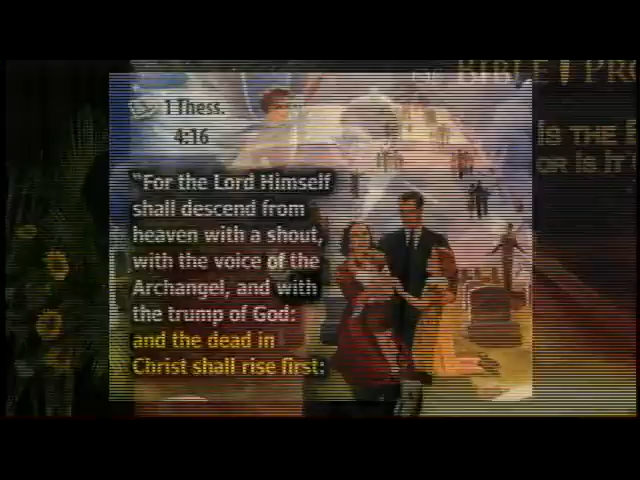 BIBLE PRO
1 Thess.
4:16
IS THE
OR IS IT
"For the Lord Himself
shall descend from
heaven with a shout,
with the voice of the
Archangel, and with
the trump of God:
and the dead in
Christ shall rise first: